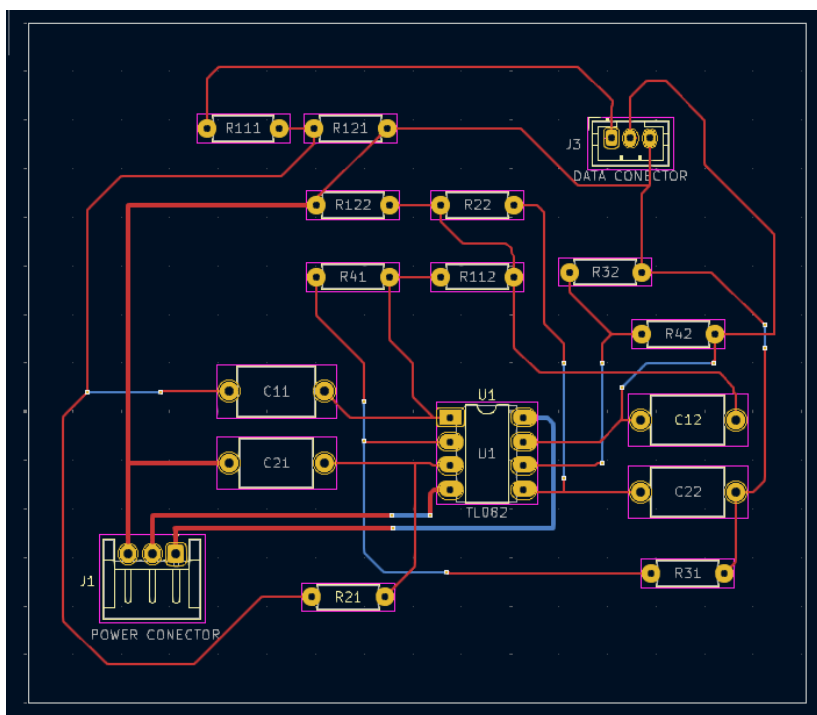 R111
R121
J3
DATA CONECTOR
R122
R22
R41
R112
R32
R42
C11
U1
C12
C21
U1
C22
TL082
J1
R31
R21
POWER CONECTOR